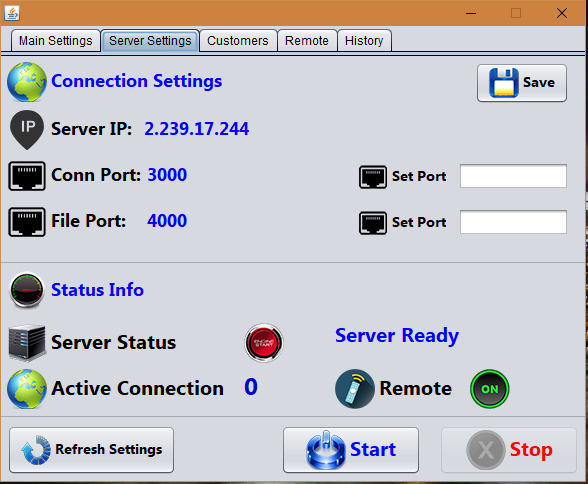 Main Settings Server Settings Customers Remote History
Connection Settings
Save
IP Server IP: 2.239.17.244
Conn Port: 3000 Set Port
File Port: 4000 Set Port
Status Info
Server Status ENGINE START Server Ready
Active Connection 0 Remote ON
Refresh Settings Start X Stop